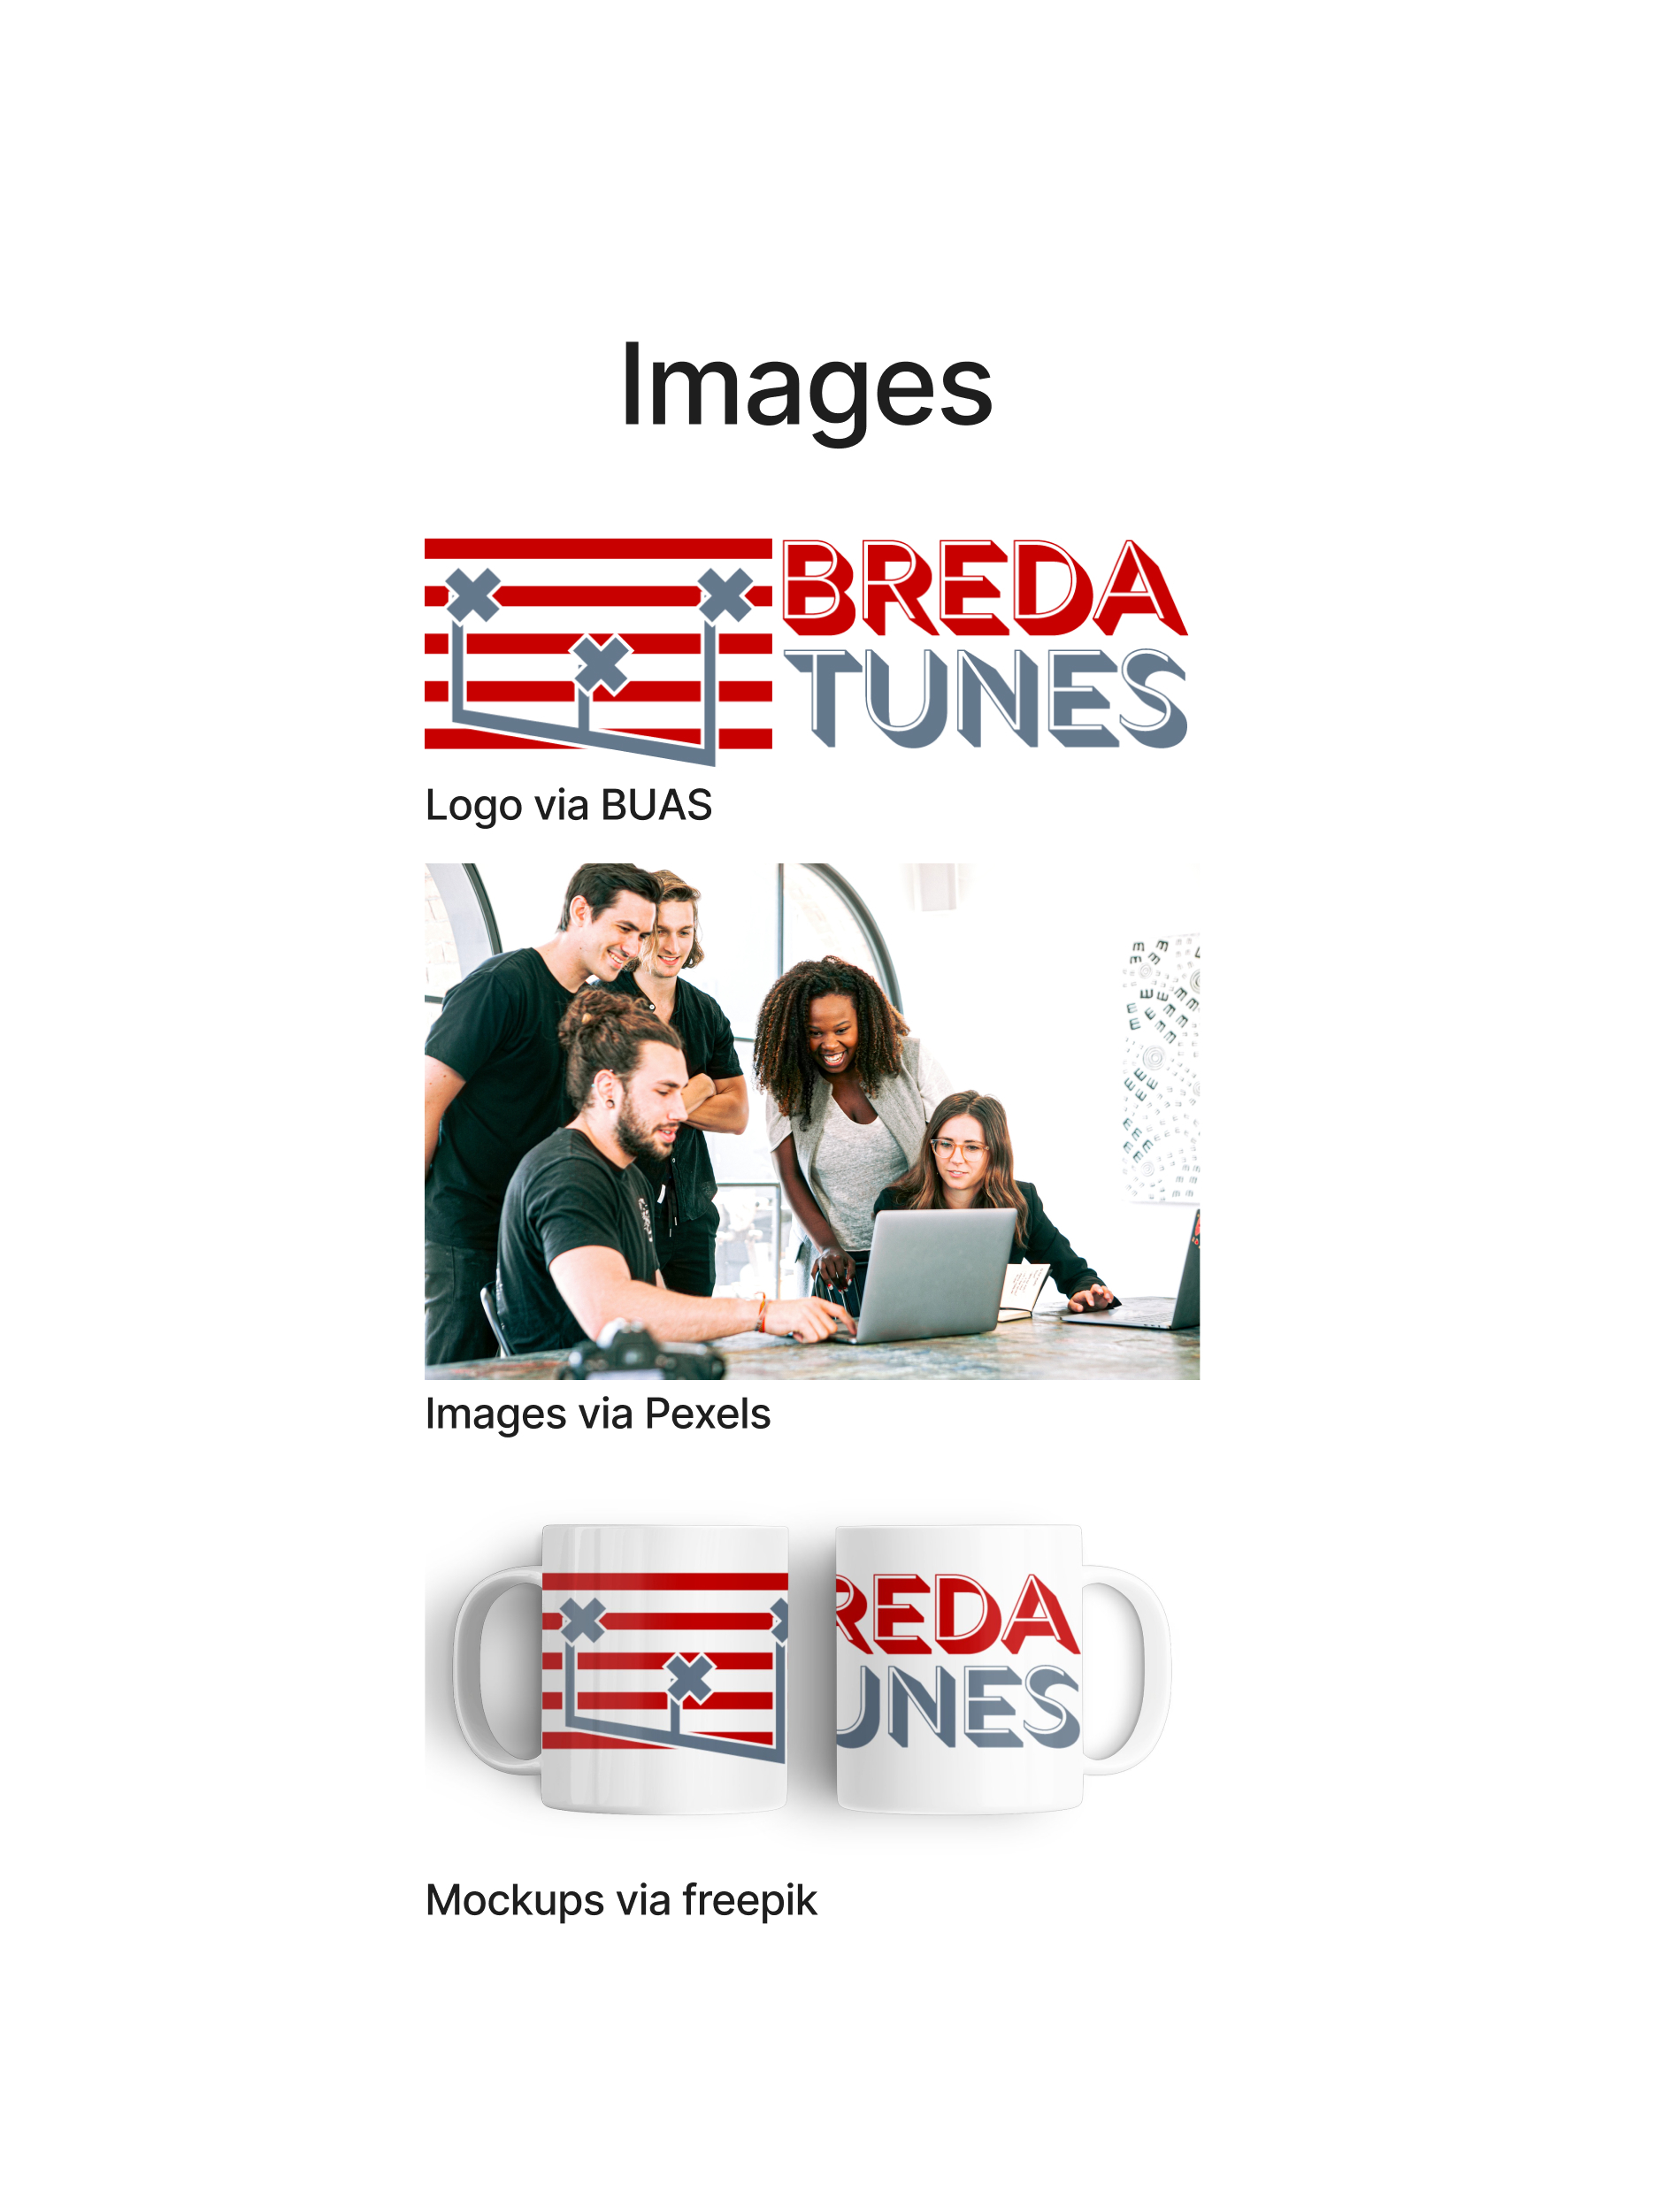 Images
BREDA
TUNES
Logo via BUAS
Images via Pexels
REDA
UNES
Mockups via freepik